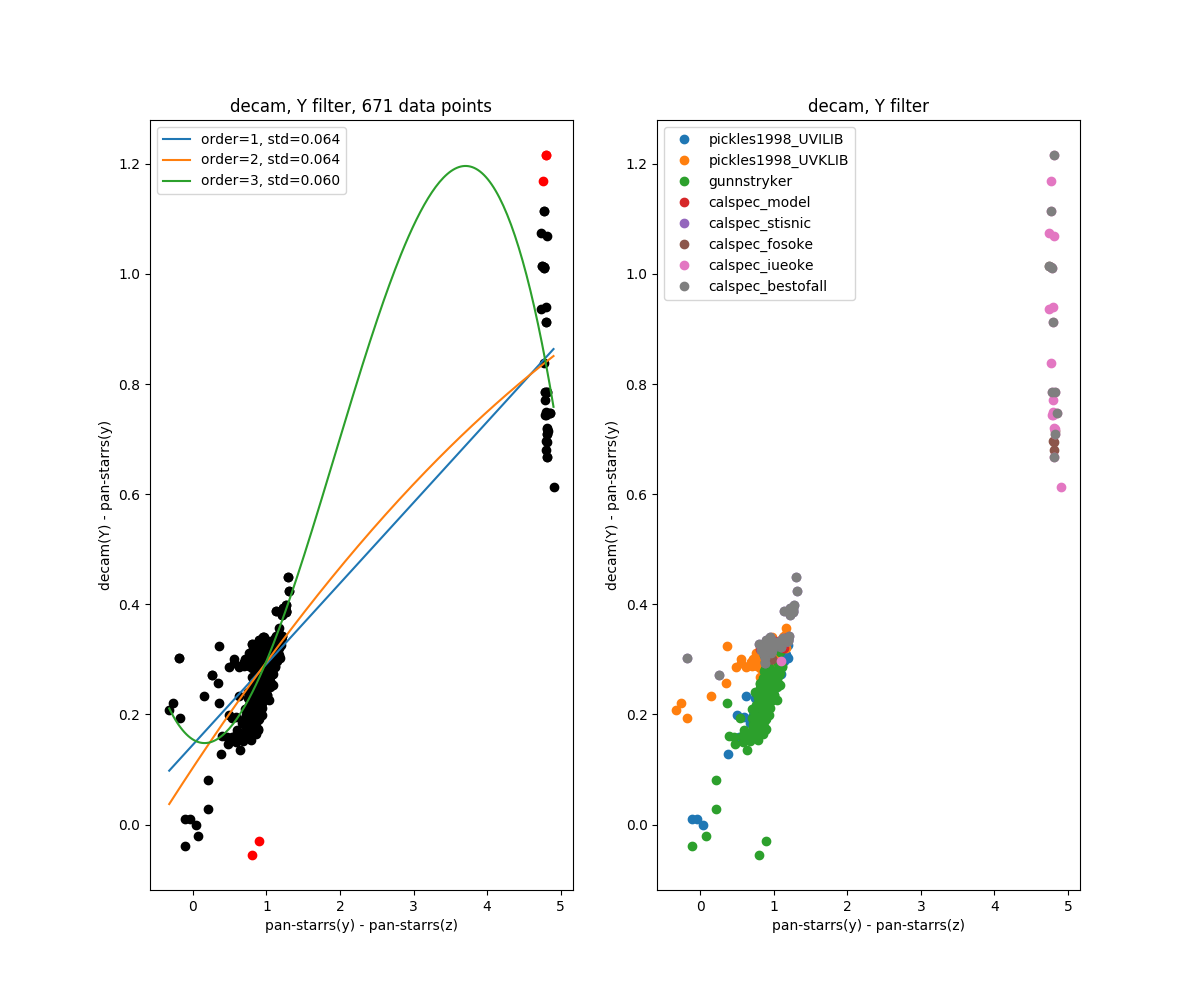 decam, Y filter, 671 data points
order=1, std=0.064
order=2, std=0.064
order=3, std=0.060
decam(Y) - pan-starrs(y)
1.2
1.0
0.8
0.6
0.4
0.2
0.0
0
1
2
3
4
5
pan-starrs(y) - pan-starrs(z)
decam, Y filter
pickles1998_UVILIB
pickles1998_UVKLIB
gunnstryker
calspec_model
calspec_stisnic
calspec_fosoke
calspec_iueoke
calspec_bestofall
decam(Y) - pan-starrs(y)
1.2
1.0
0.8
0.6
0.4
0.2
0.0
0
1
2
3
4
5
pan-starrs(y) - pan-starrs(z)